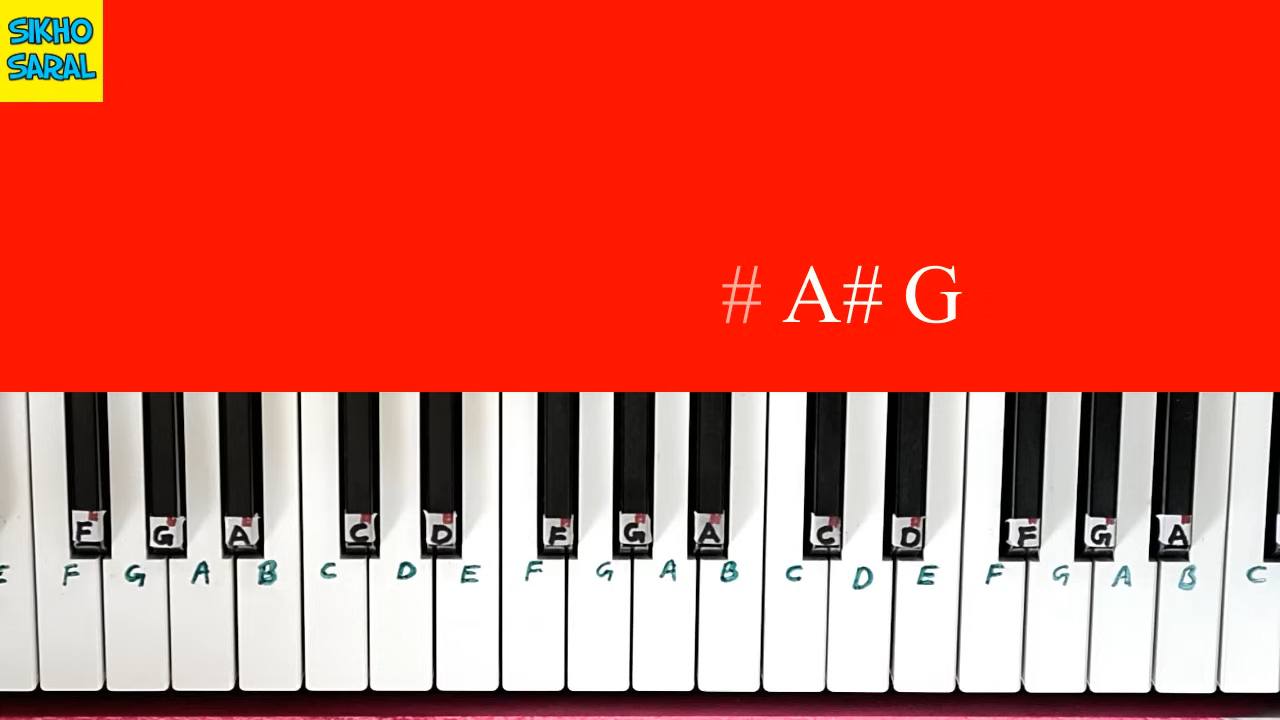 SIKHO
SARAL
# A# G
F G A C D F G A C D F G A
E F G A B C D E F G A B C D E F G A B C